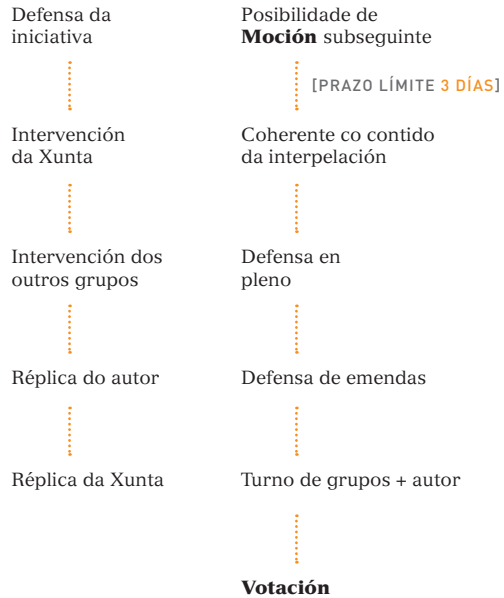 Defensa da
iniciativa
Intervención
da Xunta
Intervención dos
outros grupos
Réplica do autor
Réplica da Xunta
Posibilidade de
Moción subseguinte
[PRAZO LÍMITE 3 DÍAS]
Coherente co contido
da interpelación
Defensa en
pleno
Defensa de emendas
Turno de grupos + autor
Votación